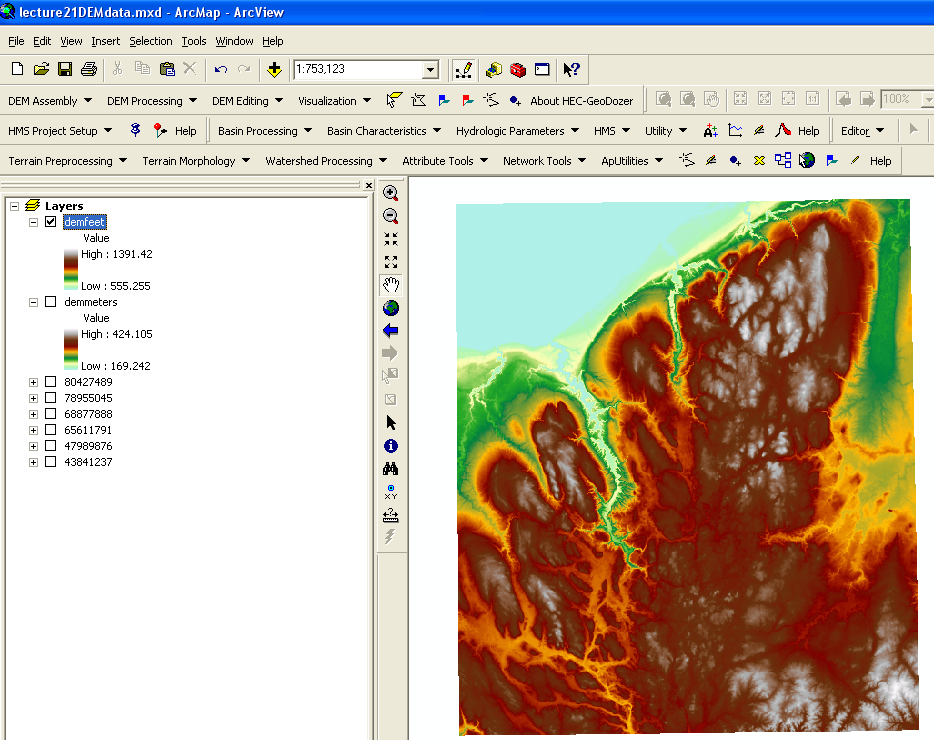 lecture21DEMdata.mxd - ArcMap - ArcView
File Edit View Insert Selection Tools Window Help
1:753,123
DEM Assembly DEM Processing DEM Editing Visualization About HEC-GeoDozer 1:1 100%
HMS Project Setup Help Basin Processing Basin Characteristics Hydrologic Parameters HMS Utility Help Editor
Terrain Preprocessing Terrain Morphology Watershed Processing Attribute Tools Network Tools ApUtilities Help
Layers
demfeet
Value
High : 1391.42
Low : 555.255
demmeters
Value
High : 424.105
Low : 169.242
80427489
78955045
68877888
65611791
47989876
43841237
XY